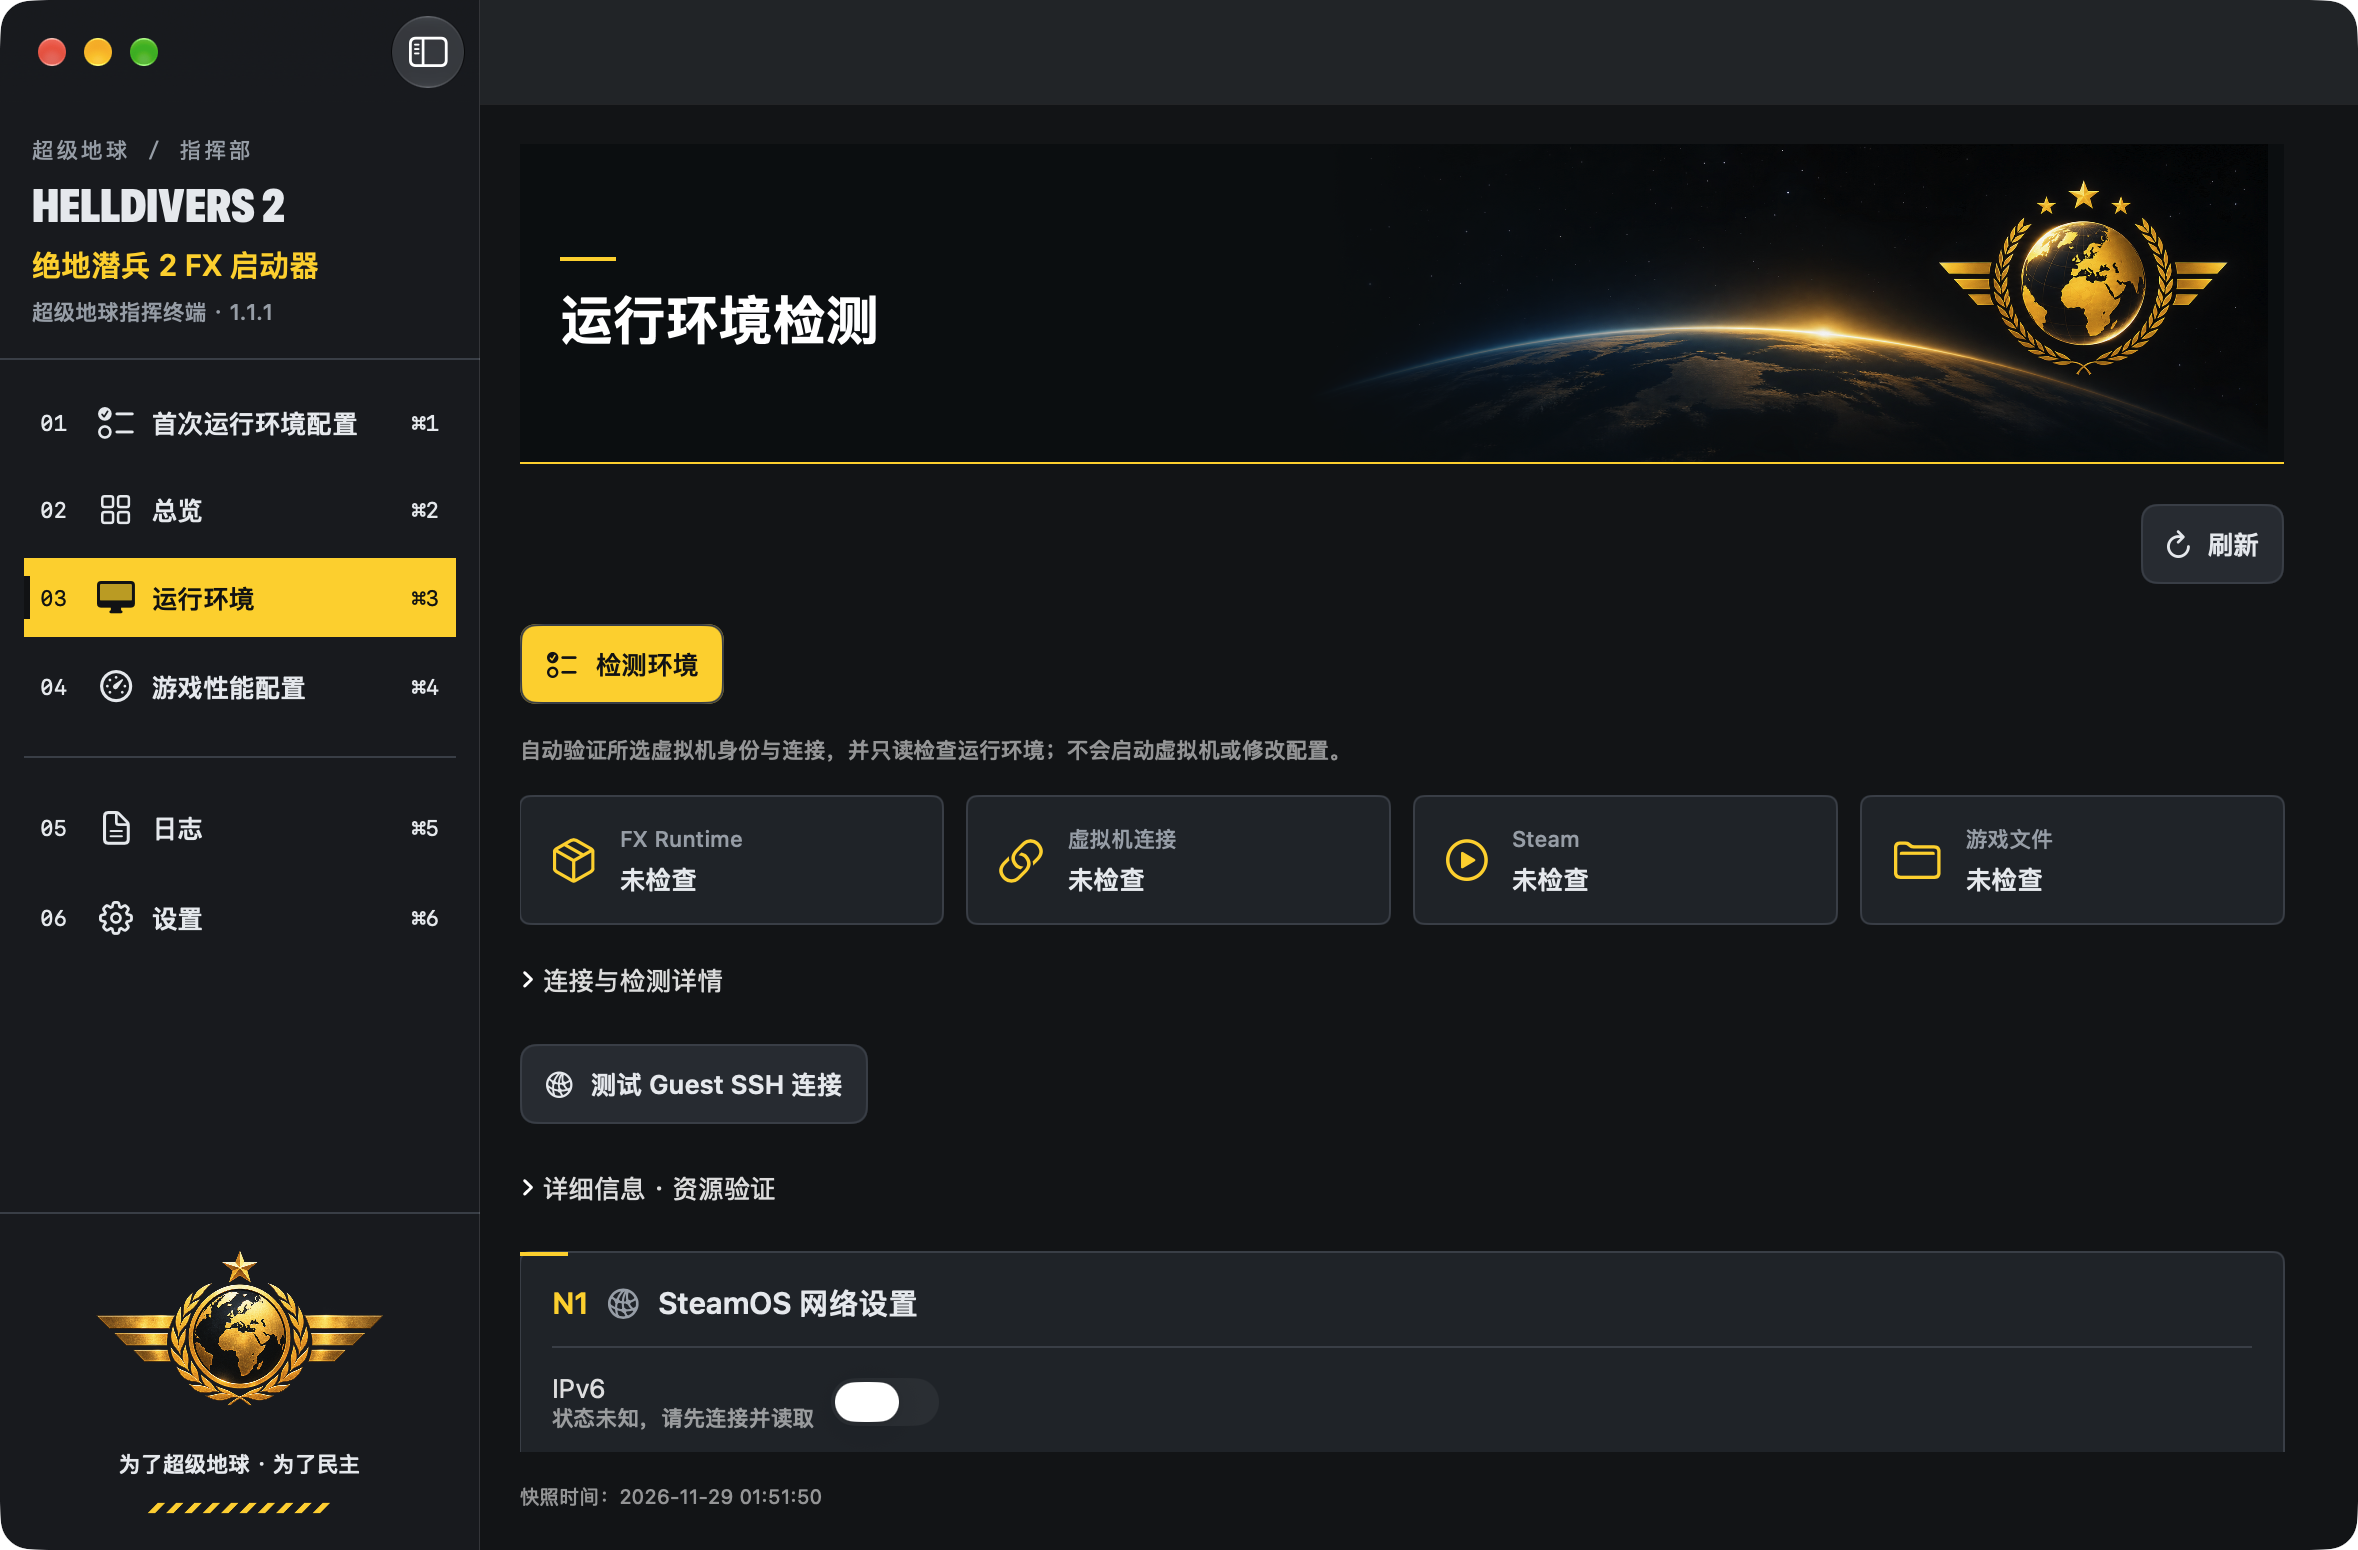 超级地球 / 指挥部
HELLDIVERS 2
绝地潜兵 2 FX 启动器
超级地球指挥终端 · 1.1.1
01 首次运行环境配置 ⌘1
02 总览 ⌘2
03 运行环境 ⌘3
04 游戏性能配置 ⌘4
05 日志 ⌘5
06 设置 ⌘6
为了超级地球 · 为了民主
运行环境检测
刷新
检测环境
自动验证所选虚拟机身份与连接，并只读检查运行环境；不会启动虚拟机或修改配置。
FX Runtime
未检查
虚拟机连接
未检查
Steam
未检查
游戏文件
未检查
连接与检测详情
测试 Guest SSH 连接
详细信息 · 资源验证
N1 SteamOS 网络设置
IPv6
状态未知，请先连接并读取
快照时间：2026-11-29 01:51:50